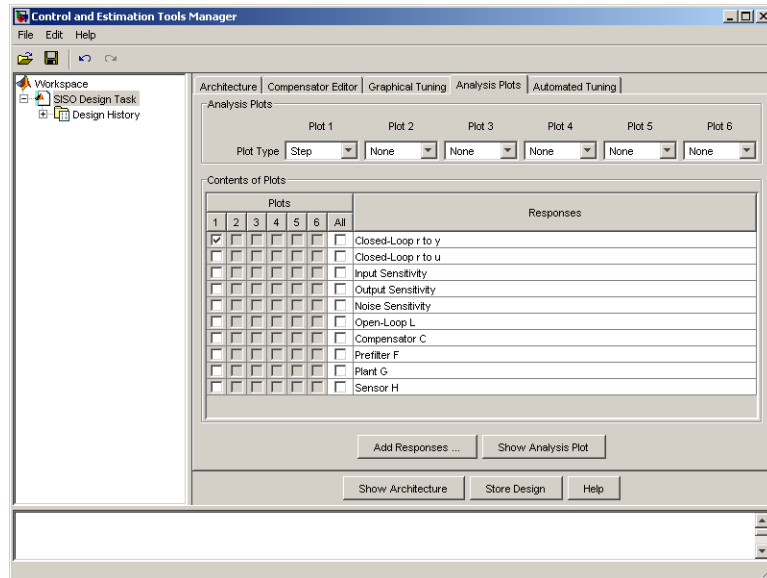 Control and Estimation Tools Manager
File Edit Help
Workspace
SISO Design Task
Design History
Architecture Compensator Editor Graphical Tuning Analysis Plots Automated Tuning
Analysis Plots
Plot 1 Plot 2 Plot 3 Plot 4 Plot 5 Plot 6
Plot Type Step None None None None None
Contents of Plots
Plots Responses
1 2 3 4 5 6 All
Closed-Loop r to y
Closed-Loop r to u
Input Sensitivity
Output Sensitivity
Noise Sensitivity
Open-Loop L
Compensator C
Prefilter F
Plant G
Sensor H
Add Responses ... Show Analysis Plot
Show Architecture Store Design Help